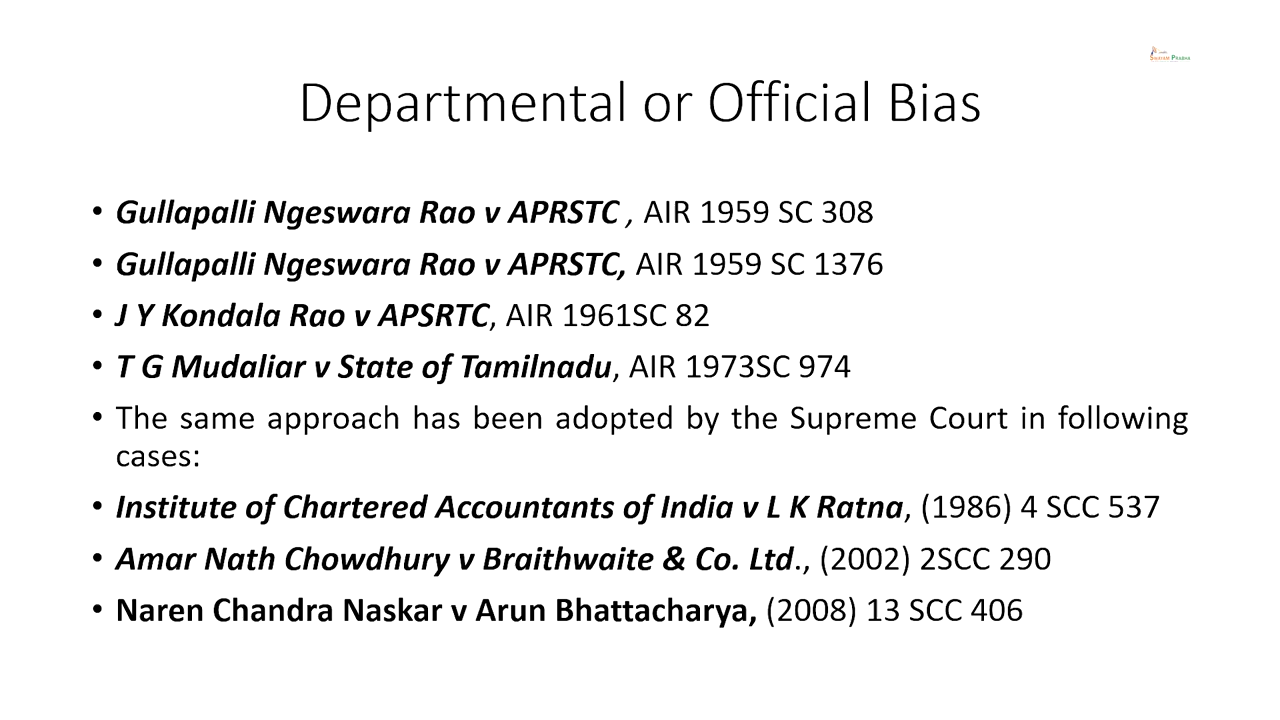 SWAYAM PRABHA
Departmental or Official Bias
• Gullapalli Ngeswara Rao v APRSTC , AIR 1959 SC 308
• Gullapalli Ngeswara Rao v APRSTC, AIR 1959 SC 1376
• J Y Kondala Rao v APSRTC, AIR 1961SC 82
• T G Mudaliar v State of Tamilnadu, AIR 1973SC 974
• The same approach has been adopted by the Supreme Court in following
cases:
• Institute of Chartered Accountants of India v L K Ratna, (1986) 4 SCC 537
• Amar Nath Chowdhury v Braithwaite & Co. Ltd., (2002) 2SCC 290
• Naren Chandra Naskar v Arun Bhattacharya, (2008) 13 SCC 406